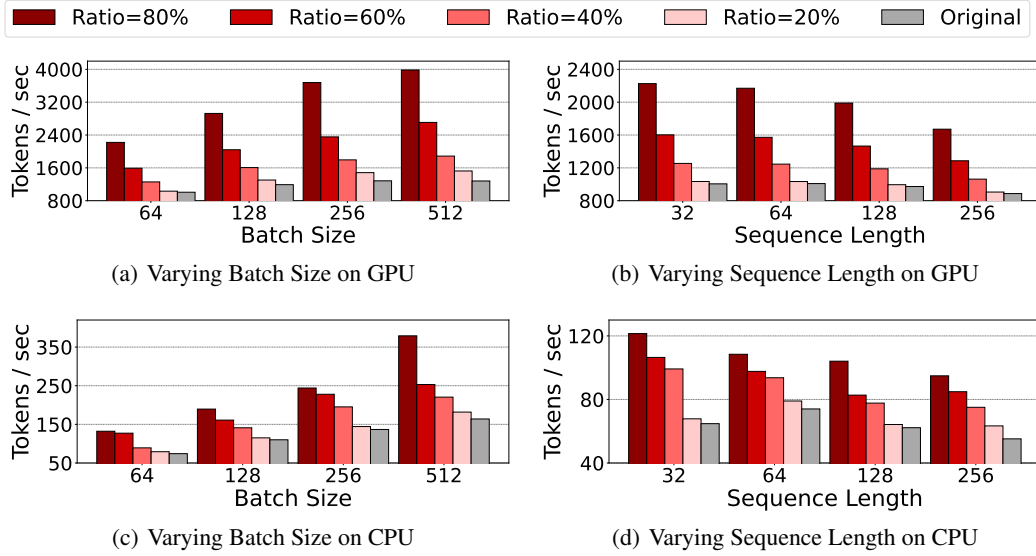 Ratio=80% Ratio=60% Ratio=40% Ratio=20% Original
Tokens / sec
4000
3200
2400
1600
800
64 128 256 512
Batch Size
(a) Varying Batch Size on GPU
Tokens / sec
2400
2000
1600
1200
800
32 64 128 256
Sequence Length
(b) Varying Sequence Length on GPU
Tokens / sec
350
250
150
50
64 128 256 512
Batch Size
(c) Varying Batch Size on CPU
Tokens / sec
120
80
40
32 64 128 256
Sequence Length
(d) Varying Sequence Length on CPU